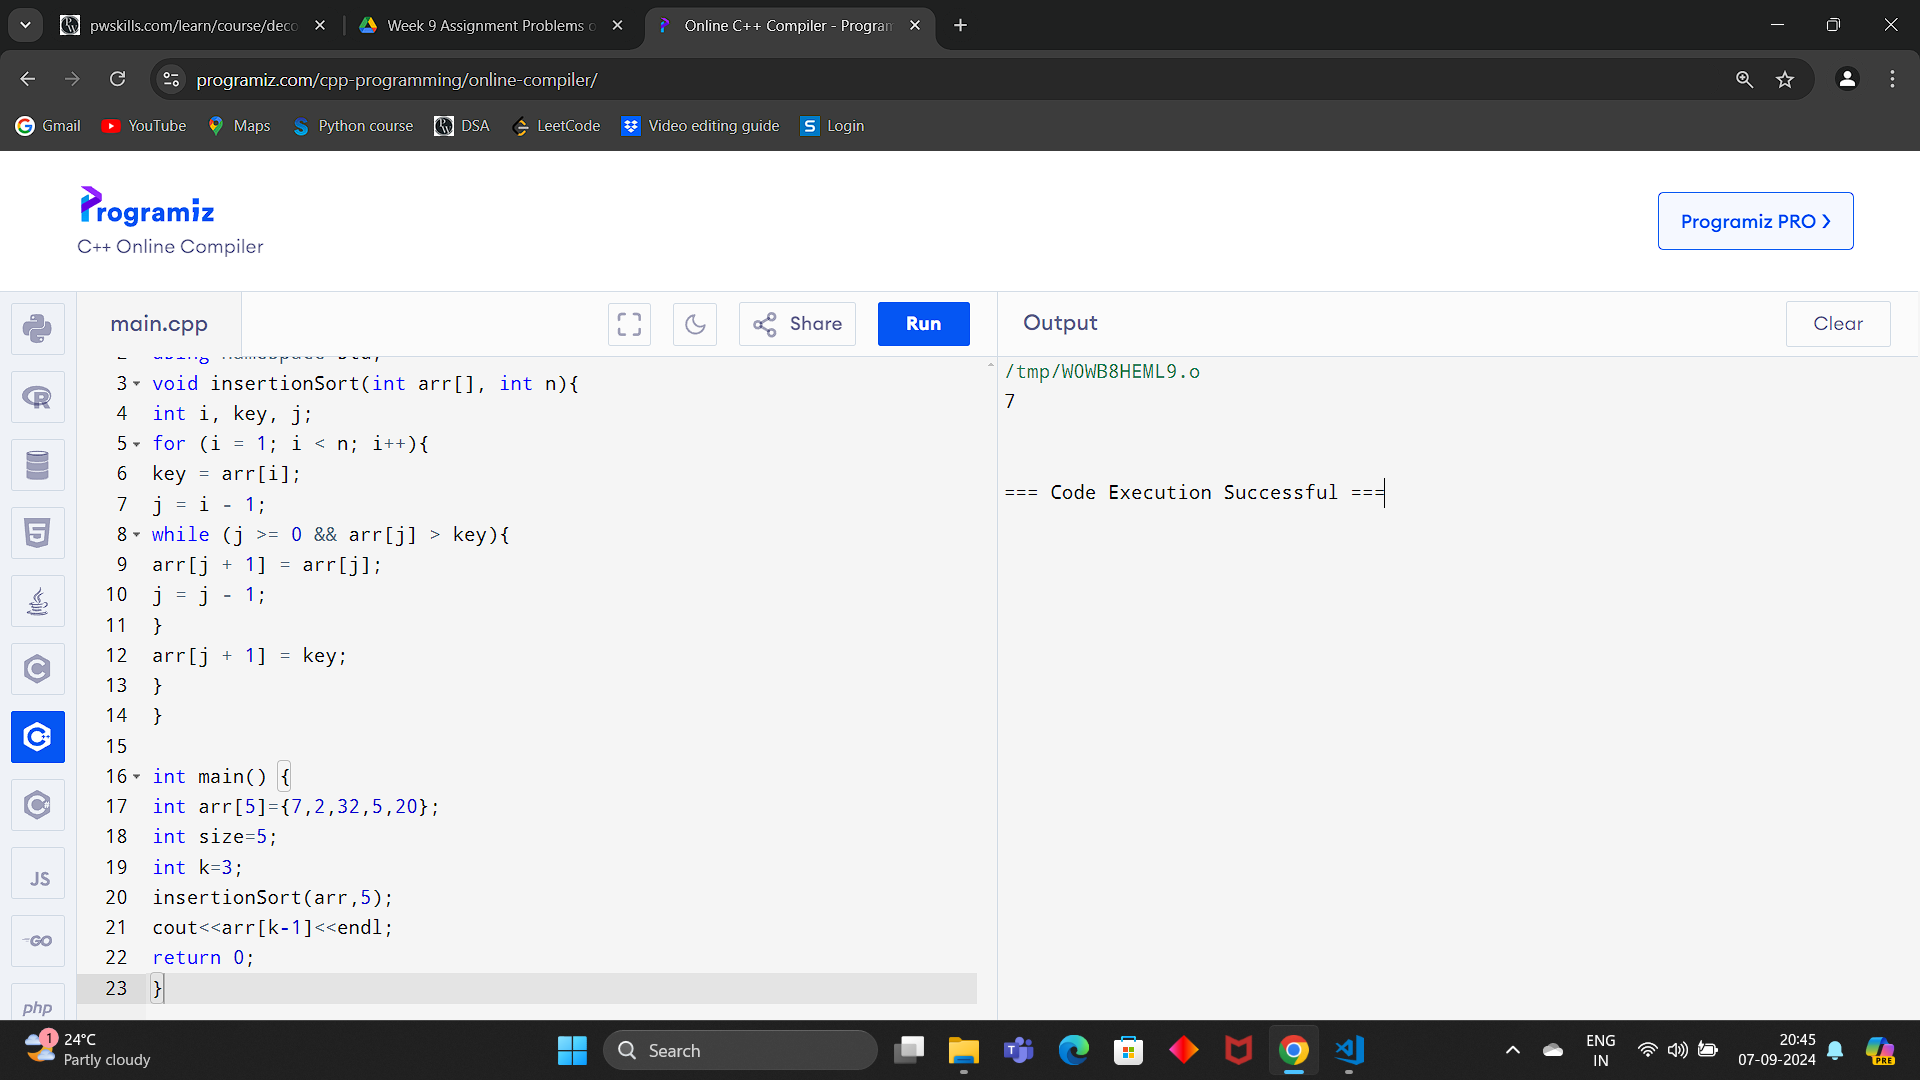 pwskills.com/learn/course/deco
Week 9 Assignment Problems o
Online C++ Compiler - Progran
programiz.com/cpp-programming/online-compiler/
Gmail
YouTube
Maps
Python course
DSA
LeetCode
Video editing guide
S
Login
Programiz
C++ Online Compiler
Programiz PRO >
main.cpp
Share
Run
Output
Clear
2 using namespace std;
3 void insertionSort(int arr[], int n){
4 int i, key, j;
5 for (i = 1; i < n; i++){
6 key = arr[i];
7 j = i - 1;
8 while (j >= 0 && arr[j] > key){
9 arr[j + 1] = arr[j];
10 j = j - 1;
11 }
12 arr[j + 1] = key;
13 }
14 }
15
16 int main() {
17 int arr[5]={7,2,32,5,20};
18 int size=5;
19 int k=3;
20 insertionSort(arr,5);
21 cout<<arr[k-1]<<endl;
22 return 0;
23 }
/tmp/WOWB8HEML9.o
7
=== Code Execution Successful ===
R
5
C
C
C#
JS
GO
php
1
24°C
Partly cloudy
Search
ENG
IN
20:45
07-09-2024
PRE